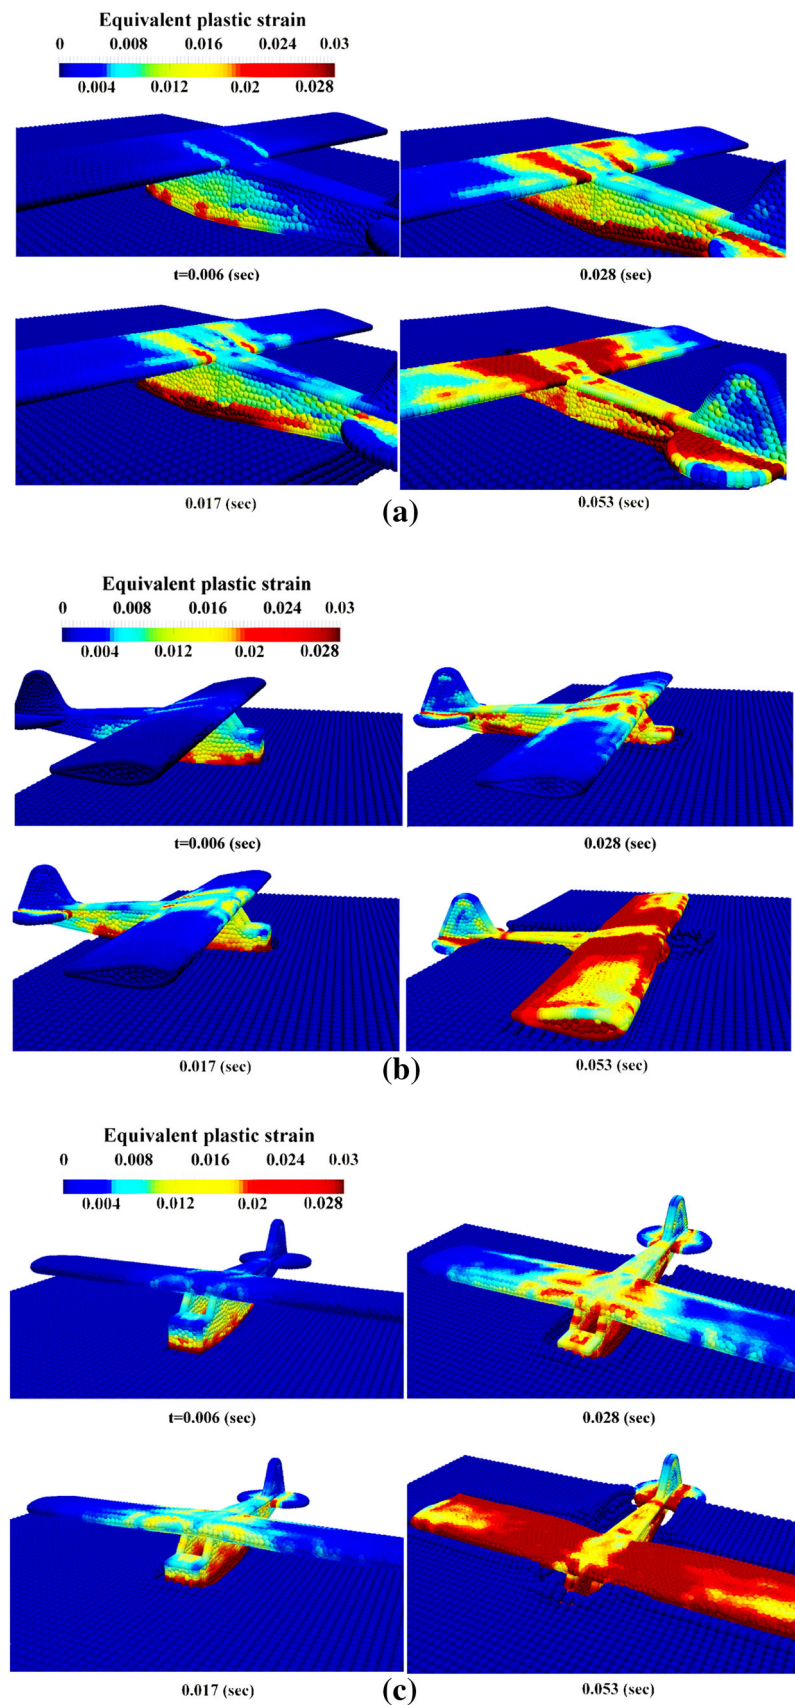 Equivalent plastic strain
0 0.008 0.016 0.024 0.03
0.004 0.012 0.02 0.028
t=0.006 (sec) 0.028 (sec)
0.017 (sec) 0.053 (sec)
(a)
Equivalent plastic strain
0 0.008 0.016 0.024 0.03
0.004 0.012 0.02 0.028
t=0.006 (sec) 0.028 (sec)
0.017 (sec) 0.053 (sec)
(b)
Equivalent plastic strain
0 0.008 0.016 0.024 0.03
0.004 0.012 0.02 0.028
t=0.006 (sec) 0.028 (sec)
0.017 (sec) 0.053 (sec)
(c)